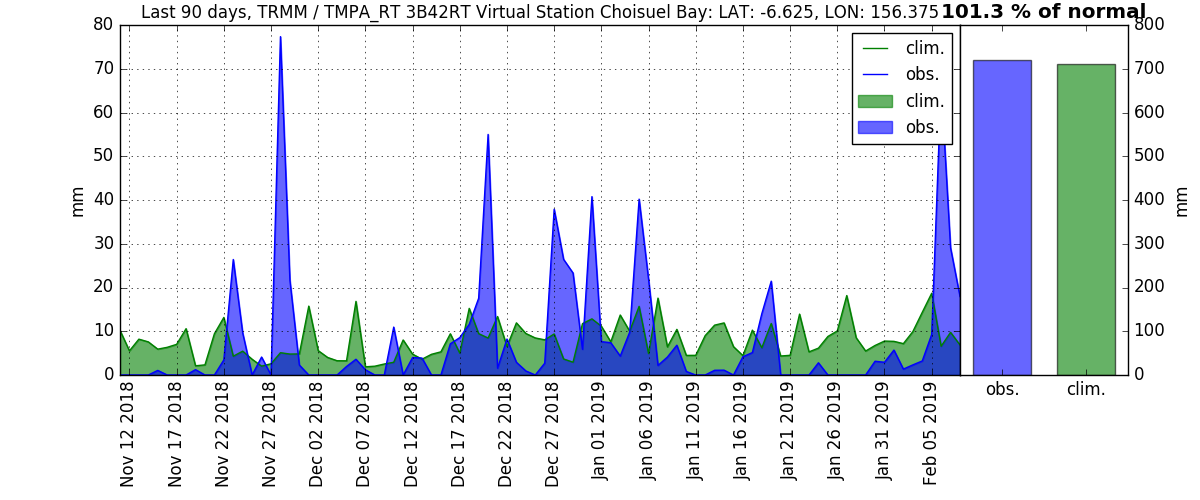 Last 90 days, TRMM / TMPA_RT 3B42RT Virtual Station Choisuel Bay: LAT: -6.625, LON: 156.375
101.3 % of normal
80
70
60
50
40
30
20
10
0
mm
clim.
obs.
clim.
obs.
Nov 12 2018
Nov 17 2018
Nov 22 2018
Nov 27 2018
Dec 02 2018
Dec 07 2018
Dec 12 2018
Dec 17 2018
Dec 22 2018
Dec 27 2018
Jan 01 2019
Jan 06 2019
Jan 11 2019
Jan 16 2019
Jan 21 2019
Jan 26 2019
Jan 31 2019
Feb 05 2019
obs.
clim.
800
700
600
500
400
300
200
100
0
mm